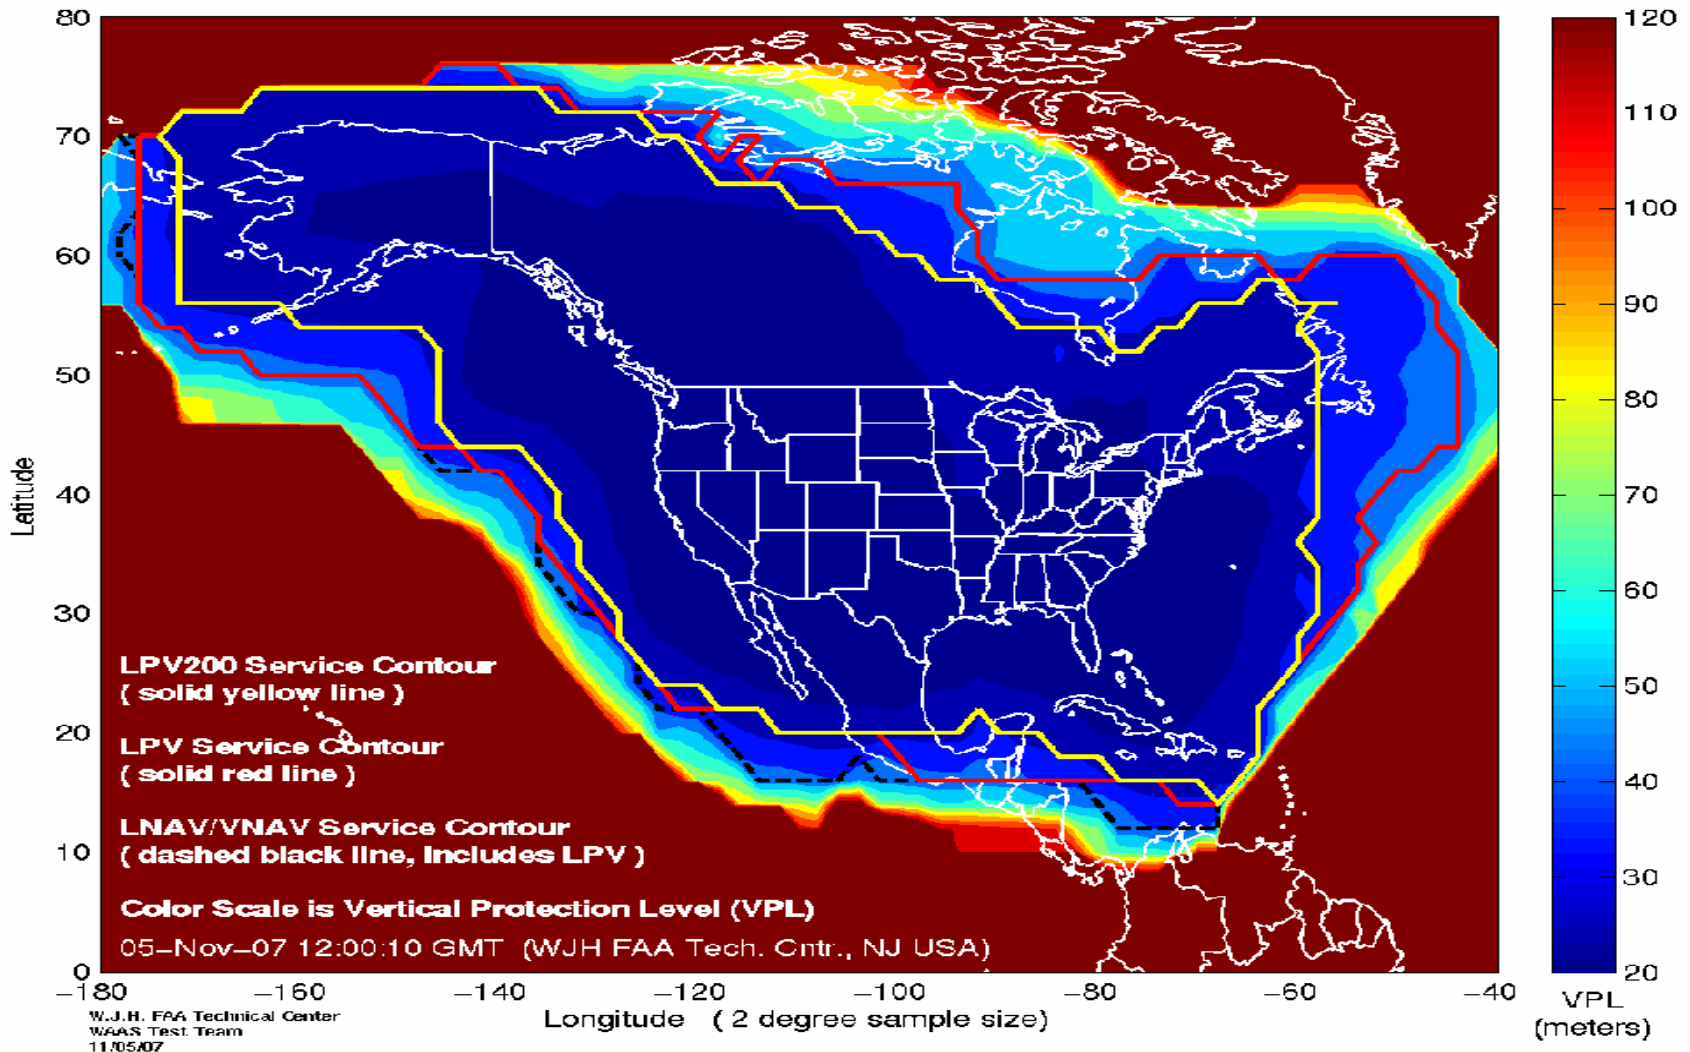 80
70
60
50
40
30
20
10
0
Latitude
LPV200 Service Contour
( solid yellow line )
LPV Service Contour
( solid red line )
LNAV/VNAV Service Contour
( dashed black line, Includes LPV )
Color Scale is Vertical Protection Level (VPL)
05-Nov-07 12:00:10 GMT (WJH FAA Tech. Cntr., NJ USA)
-180 -160 -140 -120 -100 -80 -60 -40
Longitude ( 2 degree sample size)
W.J.H. FAA Technical Center
WAAS Test Team
11/05/07
120
110
100
90
80
70
60
50
40
30
20
VPL
(meters)